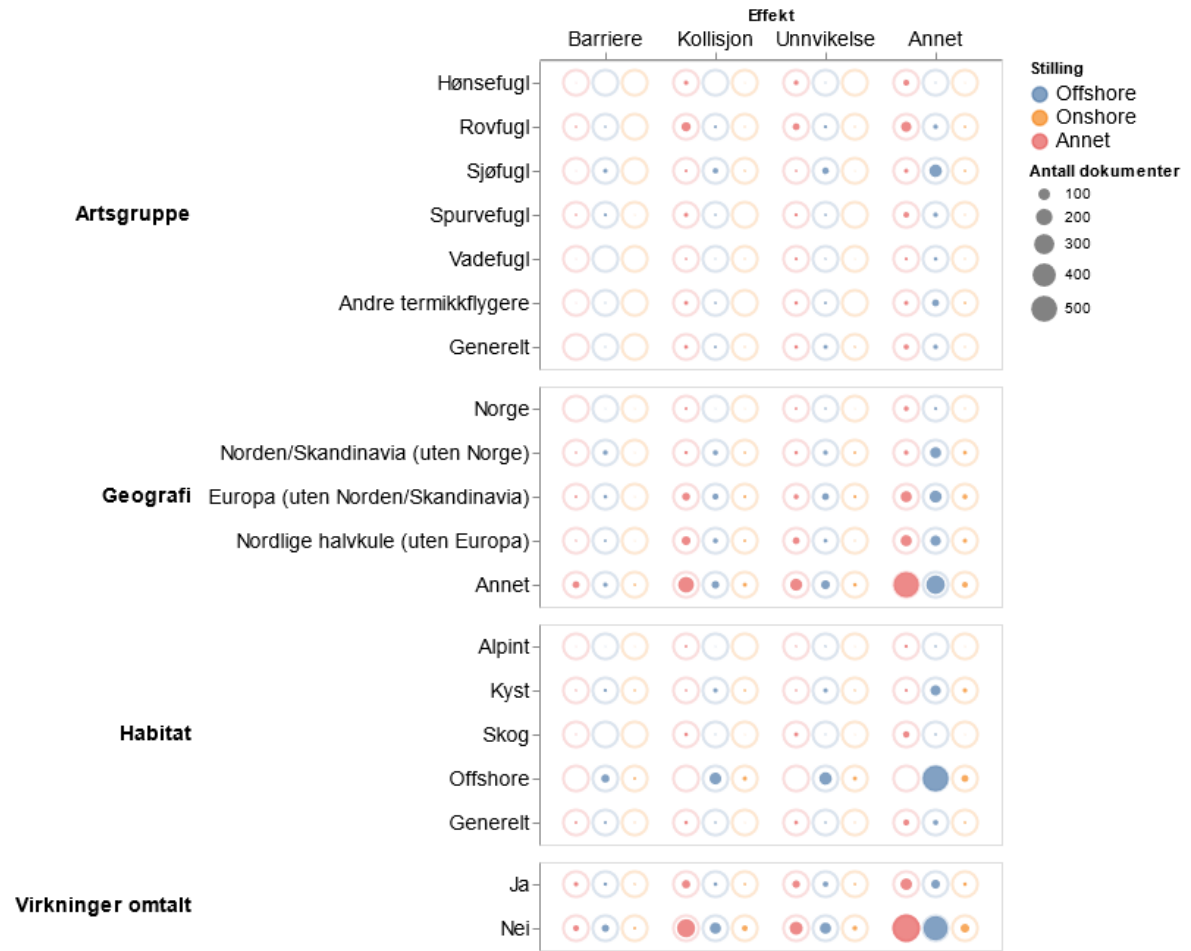 Effekt
Barriere Kollisjon Unnvikelse Annet
Hønsefugl
Rovfugl
Sjøfugl
Artsgruppe
Spurvefugl
Vadefugl
Andre termikkflygere
Generelt
Norge
Norden/Skandinavia (uten Norge)
Geografi Europa (uten Norden/Skandinavia)
Nordlige halvkule (uten Europa)
Annet
Alpint
Kyst
Habitat
Skog
Offshore
Generelt
Ja
Virkninger omtalt
Nei
Stilling
Offshore
Onshore
Annet
Antall dokumenter
100
200
300
400
500